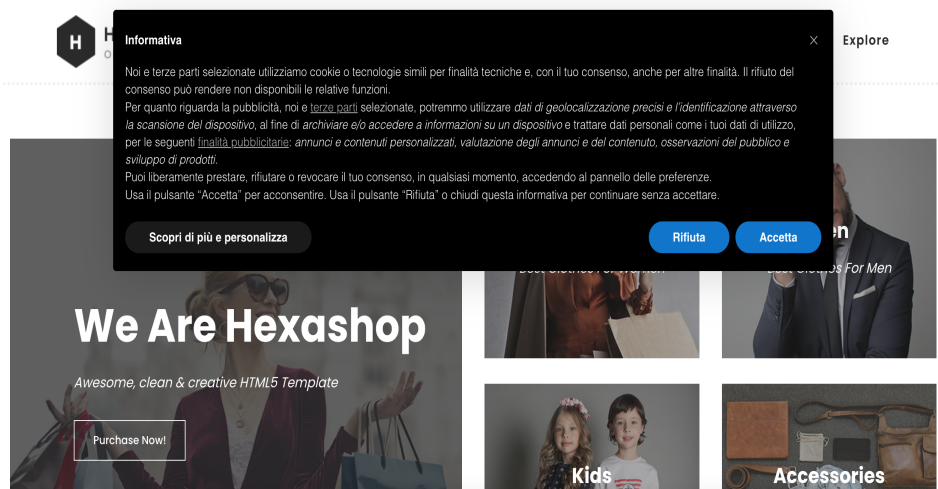 H
H
O
Explore
Informativa
×
Noi e terze parti selezionate utilizziamo cookie o tecnologie simili per finalità tecniche e, con il tuo consenso, anche per altre finalità. Il rifiuto del
consenso può rendere non disponibili le relative funzioni.
Per quanto riguarda la pubblicità, noi e terze parti selezionate, potremmo utilizzare dati di geolocalizzazione precisi e l'identificazione attraverso
la scansione del dispositivo, al fine di archiviare e/o accedere a informazioni su un dispositivo e trattare dati personali come i tuoi dati di utilizzo,
per le seguenti finalità pubblicitarie: annunci e contenuti personalizzati, valutazione degli annunci e del contenuto, osservazioni del pubblico e
sviluppo di prodotti.
Puoi liberamente prestare, rifiutare o revocare il tuo consenso, in qualsiasi momento, accedendo al pannello delle preferenze.
Usa il pulsante “Accetta” per acconsentire. Usa il pulsante “Rifiuta” o chiudi questa informativa per continuare senza accettare.
Scopri di più e personalizza
Rifiuta
Accetta
en
Best Clothes For Women
Best Clothes For Men
We Are Hexashop
Awesome, clean & creative HTML5 Template
Purchase Now!
Kids
Accessories